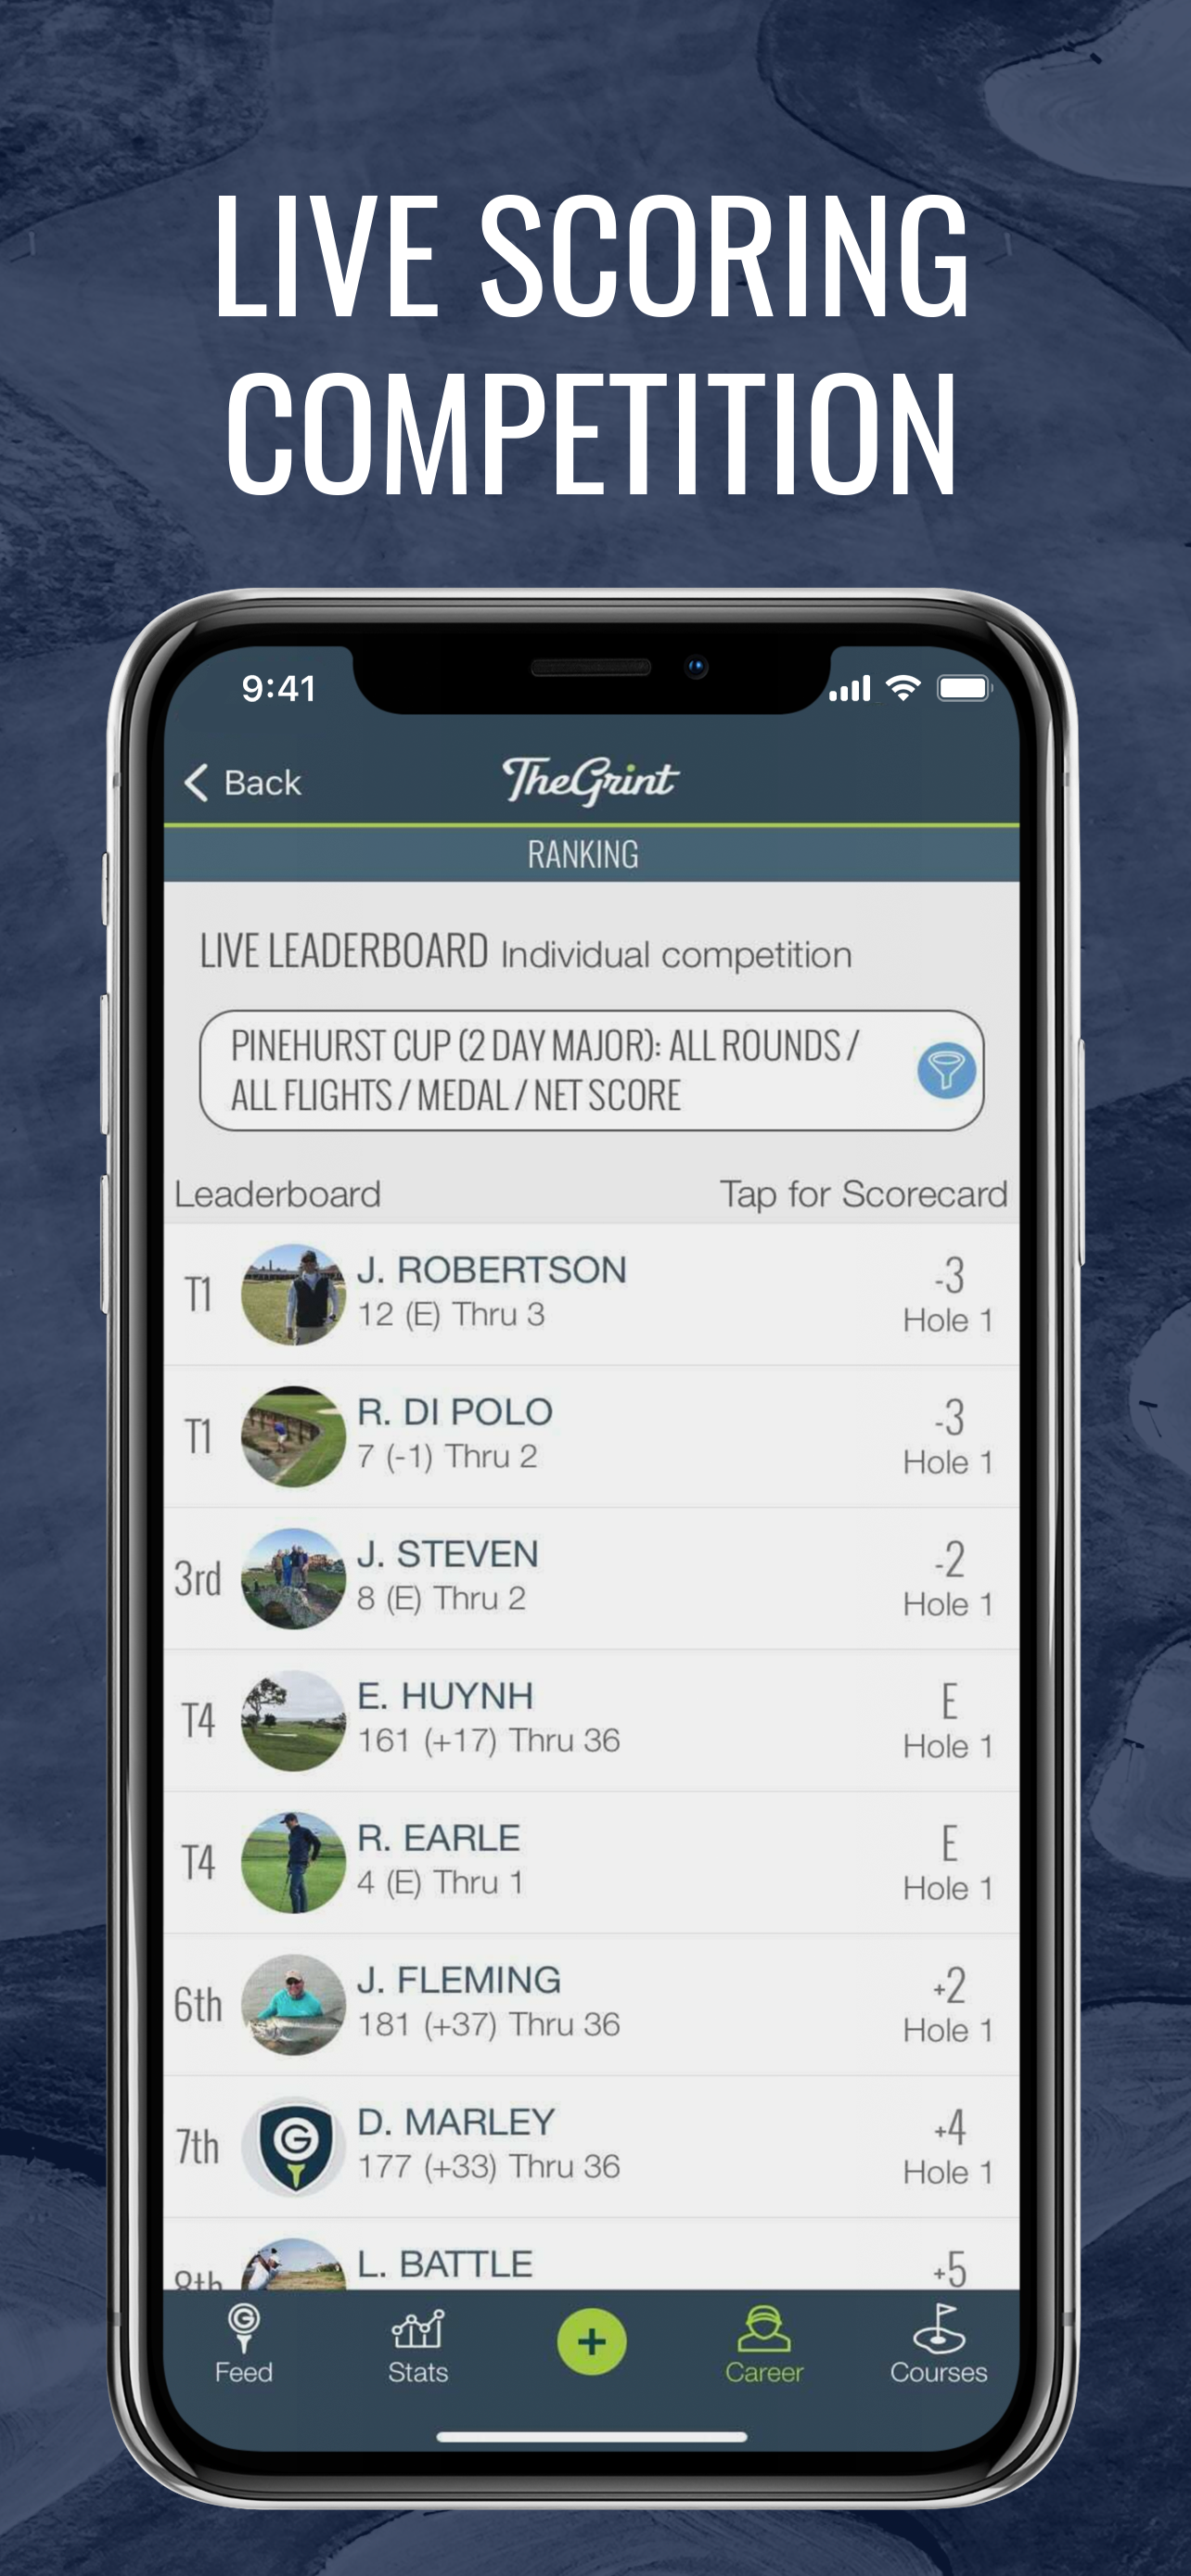 LIVE SCORING
COMPETITION
9:41
Back
TheGrint
RANKING
LIVE LEADERBOARD Individual competition
PINEHURST CUP (2 DAY MAJOR): ALL ROUNDS /
ALL FLIGHTS / MEDAL / NET SCORE
Leaderboard
Tap for Scorecard
T1
J. ROBERTSON
12 (E) Thru 3
-3
Hole 1
T1
R. DI POLO
7 (-1) Thru 2
-3
Hole 1
3rd
J. STEVEN
8 (E) Thru 2
-2
Hole 1
T4
E. HUYNH
161 (+17) Thru 36
E
Hole 1
T4
R. EARLE
4 (E) Thru 1
E
Hole 1
6th
J. FLEMING
181 (+37) Thru 36
+2
Hole 1
7th
G
D. MARLEY
177 (+33) Thru 36
+4
Hole 1
8th
L. BATTLE
+5
G
Feed
Stats
+
Career
Courses